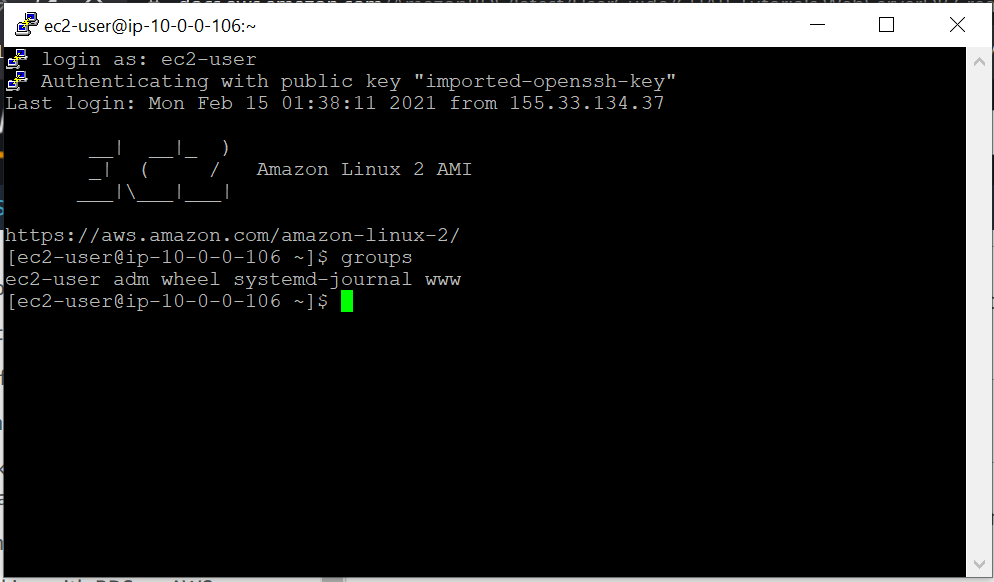 ec2-user@ip-10-0-0-106:~
login as: ec2-user
Authenticating with public key "imported-openssh-key"
Last login: Mon Feb 15 01:38:11 2021 from 155.33.134.37
       __|  __|_  )
       _|  (     /   Amazon Linux 2 AMI
      ___|\___|___|
https://aws.amazon.com/amazon-linux-2/
[ec2-user@ip-10-0-0-106 ~]$ groups
ec2-user adm wheel systemd-journal www
[ec2-user@ip-10-0-0-106 ~]$